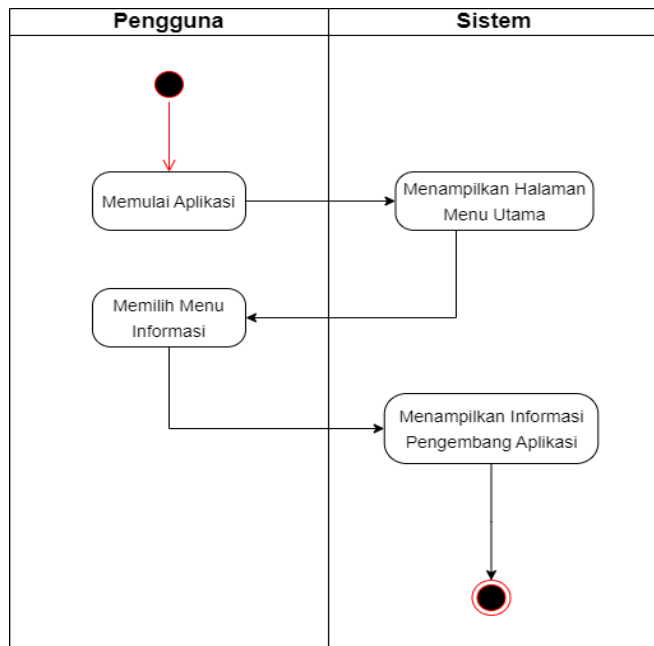 Pengguna
Sistem
Memulai Aplikasi
Menampilkan Halaman
Menu Utama
Memilih Menu
Informasi
Menampilkan Informasi
Pengembang Aplikasi